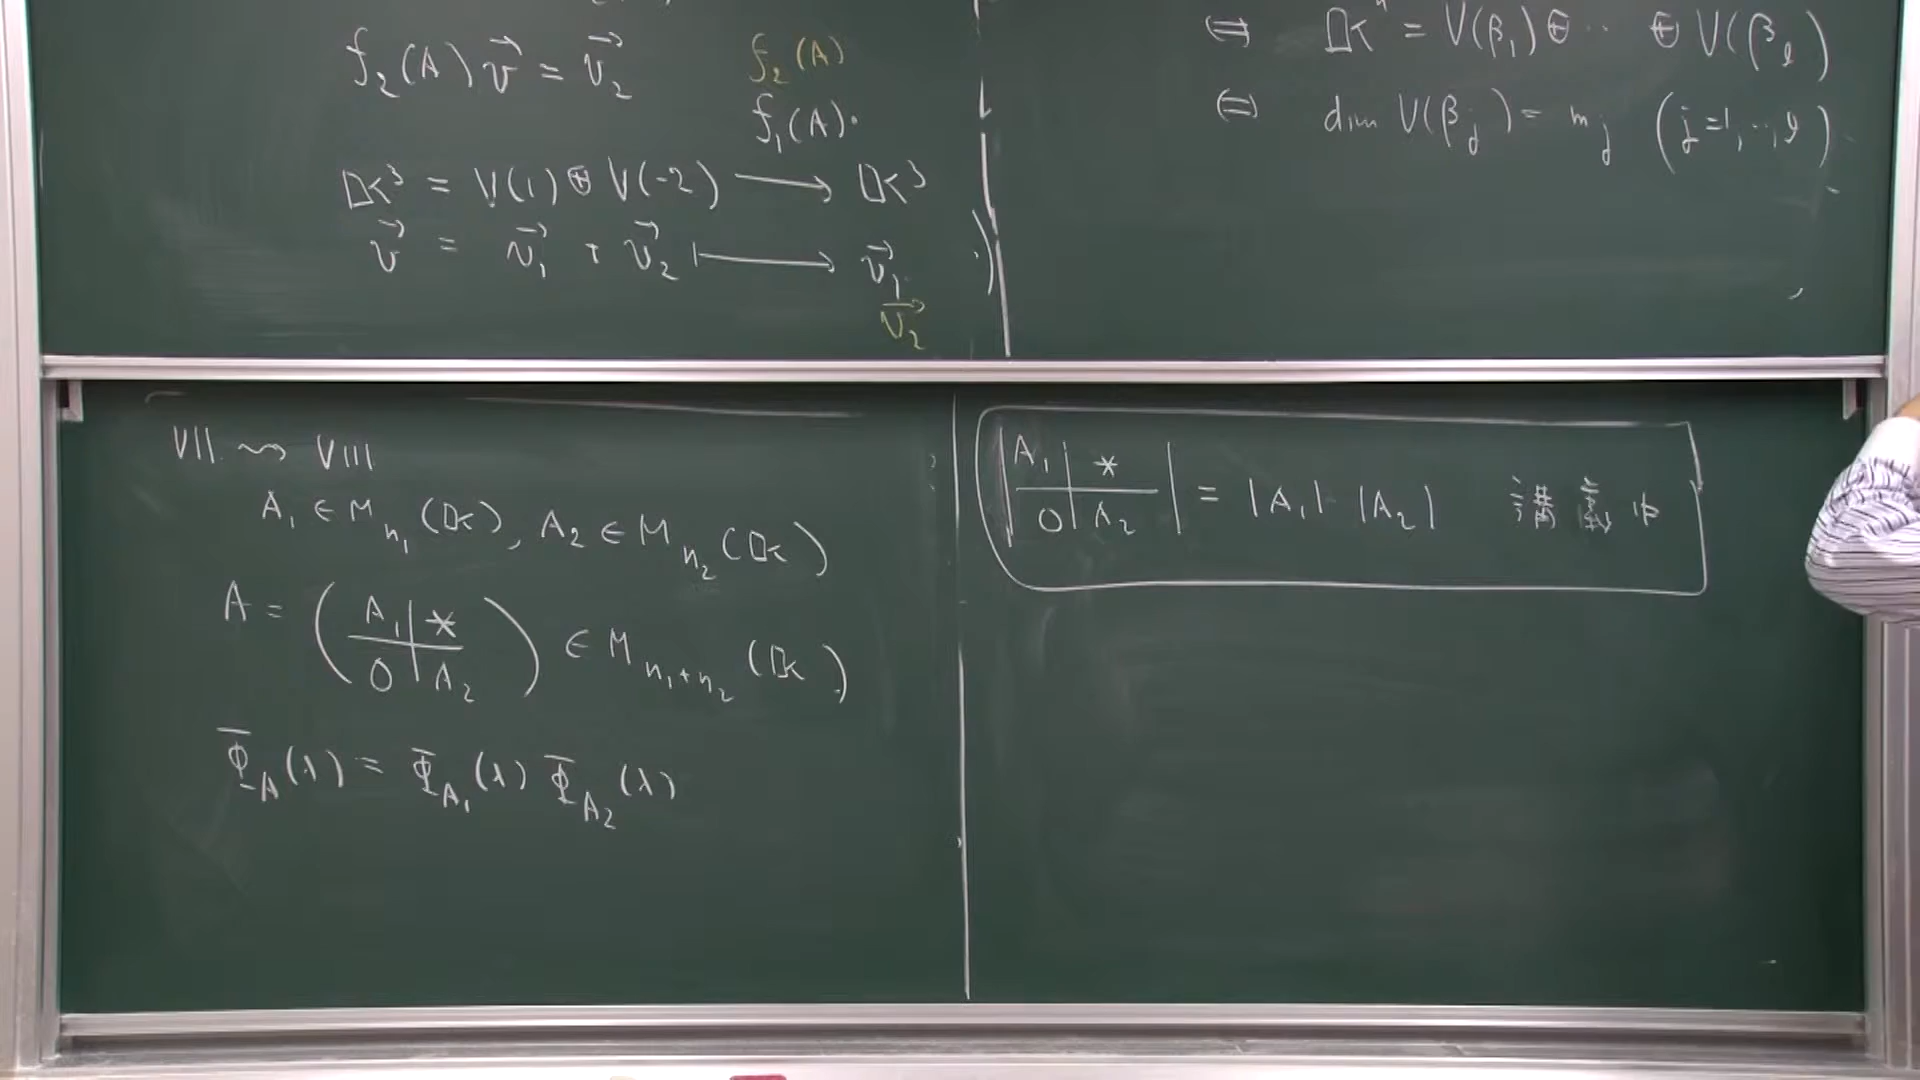 f₂(A) v⃗ = v⃗₂
f₂(A)
f₁(A).
𝕂³ = V(1) ⊕ V(-2) ⟶ 𝕂³
v⃗ = v⃗₁ + v⃗₂ ⟼ v⃗₁
v⃗₂
⇔ 𝕂ⁿ = V(β₁) ⊕ ‥ ⊕ V(β_l)
⇔ dim V(β_j) = m_j (j=1,‥,l)
VII ⇝ VIII
A₁ ∈ M_{n₁}(𝕂), A₂ ∈ M_{n₂}(𝕂)
A = (A₁ | * / 0 | A₂) ∈ M_{n₁+n₂}(𝕂)
Φ_A(λ) = Φ_{A₁}(λ) Φ_{A₂}(λ)
|A₁ | * / 0 | A₂| = |A₁| |A₂| 講義中